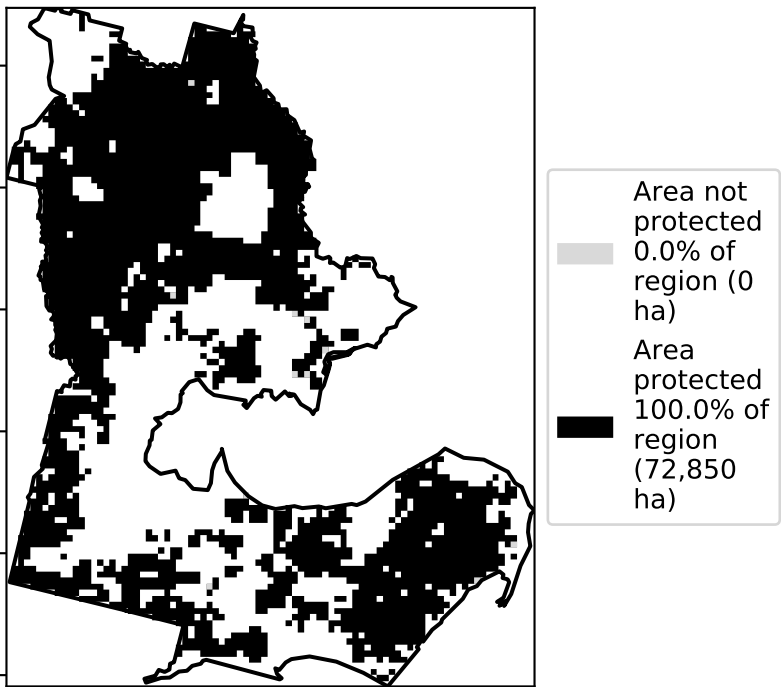 Area not
protected
0.0% of
region (0
ha)
Area
protected
100.0% of
region
(72,850
ha)